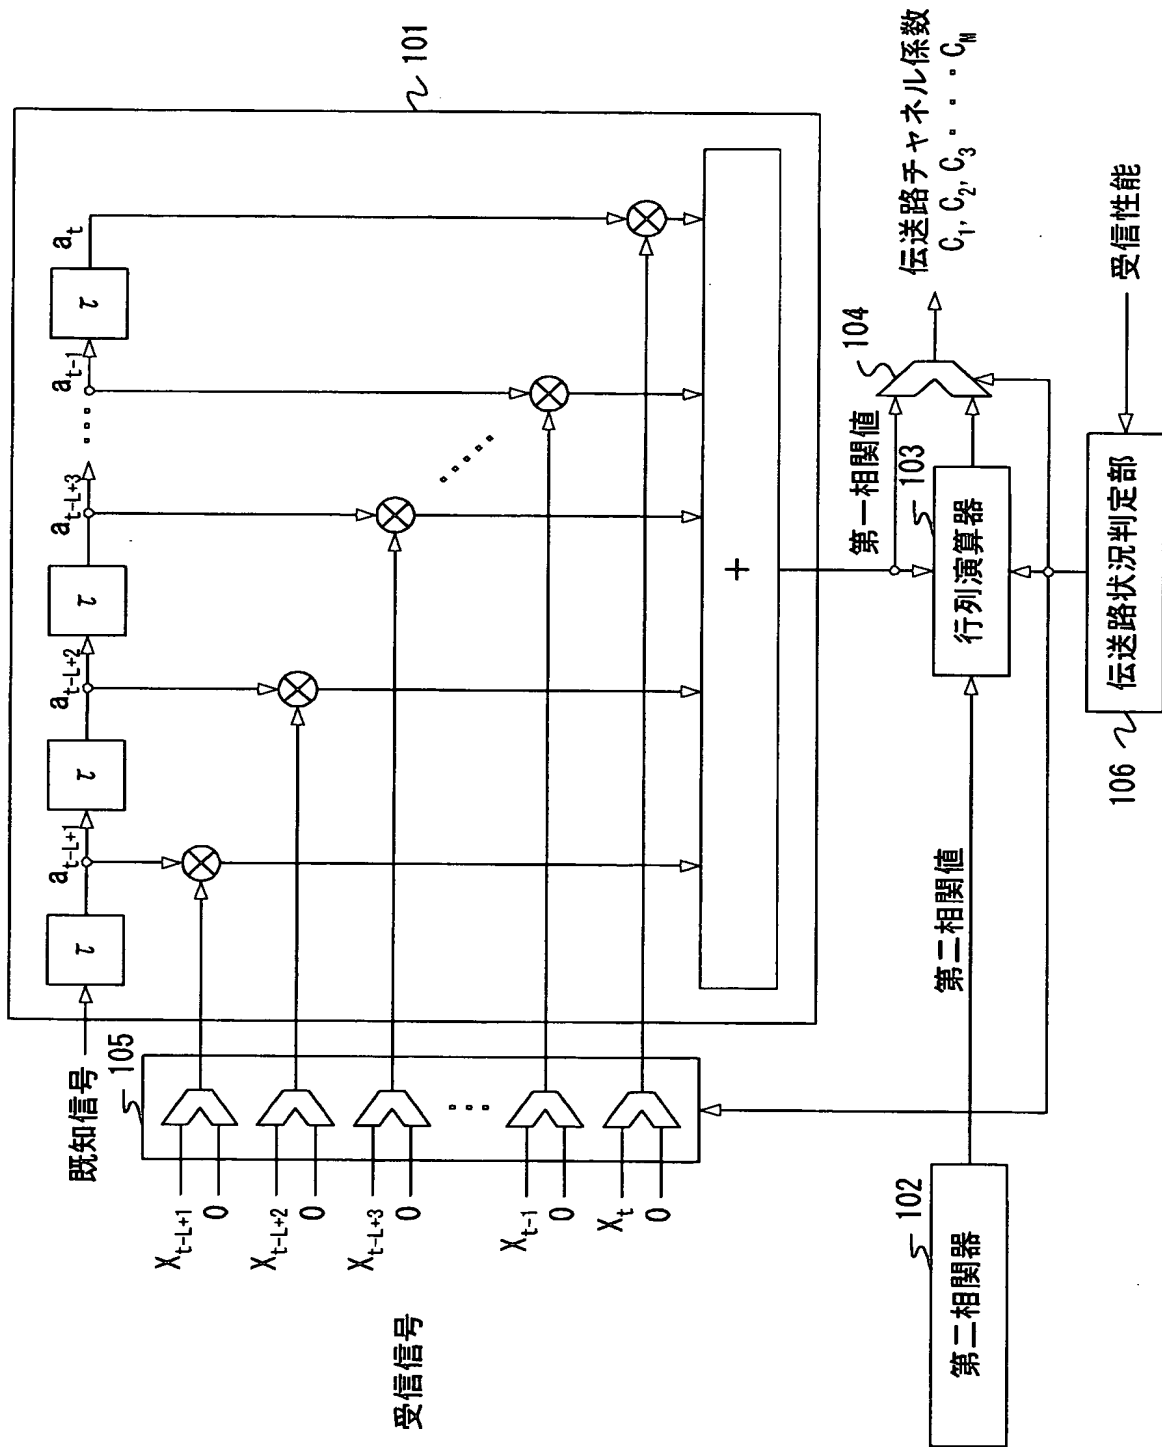 101
a_t
τ
a_{t-1}
...
a_{t-L+3}
τ
a_{t-L+2}
τ
a_{t-L+1}
τ
既知信号
105
X_{t-L+1}
0
X_{t-L+2}
0
X_{t-L+3}
0
...
X_{t-1}
0
X_t
0
受信信号
+
第一相関値
104
伝送路チャネル係数
C_1, C_2, C_3 ・・・ C_M
103
行列演算器
第二相関値
102
第二相関器
受信性能
伝送路状況判定部
106